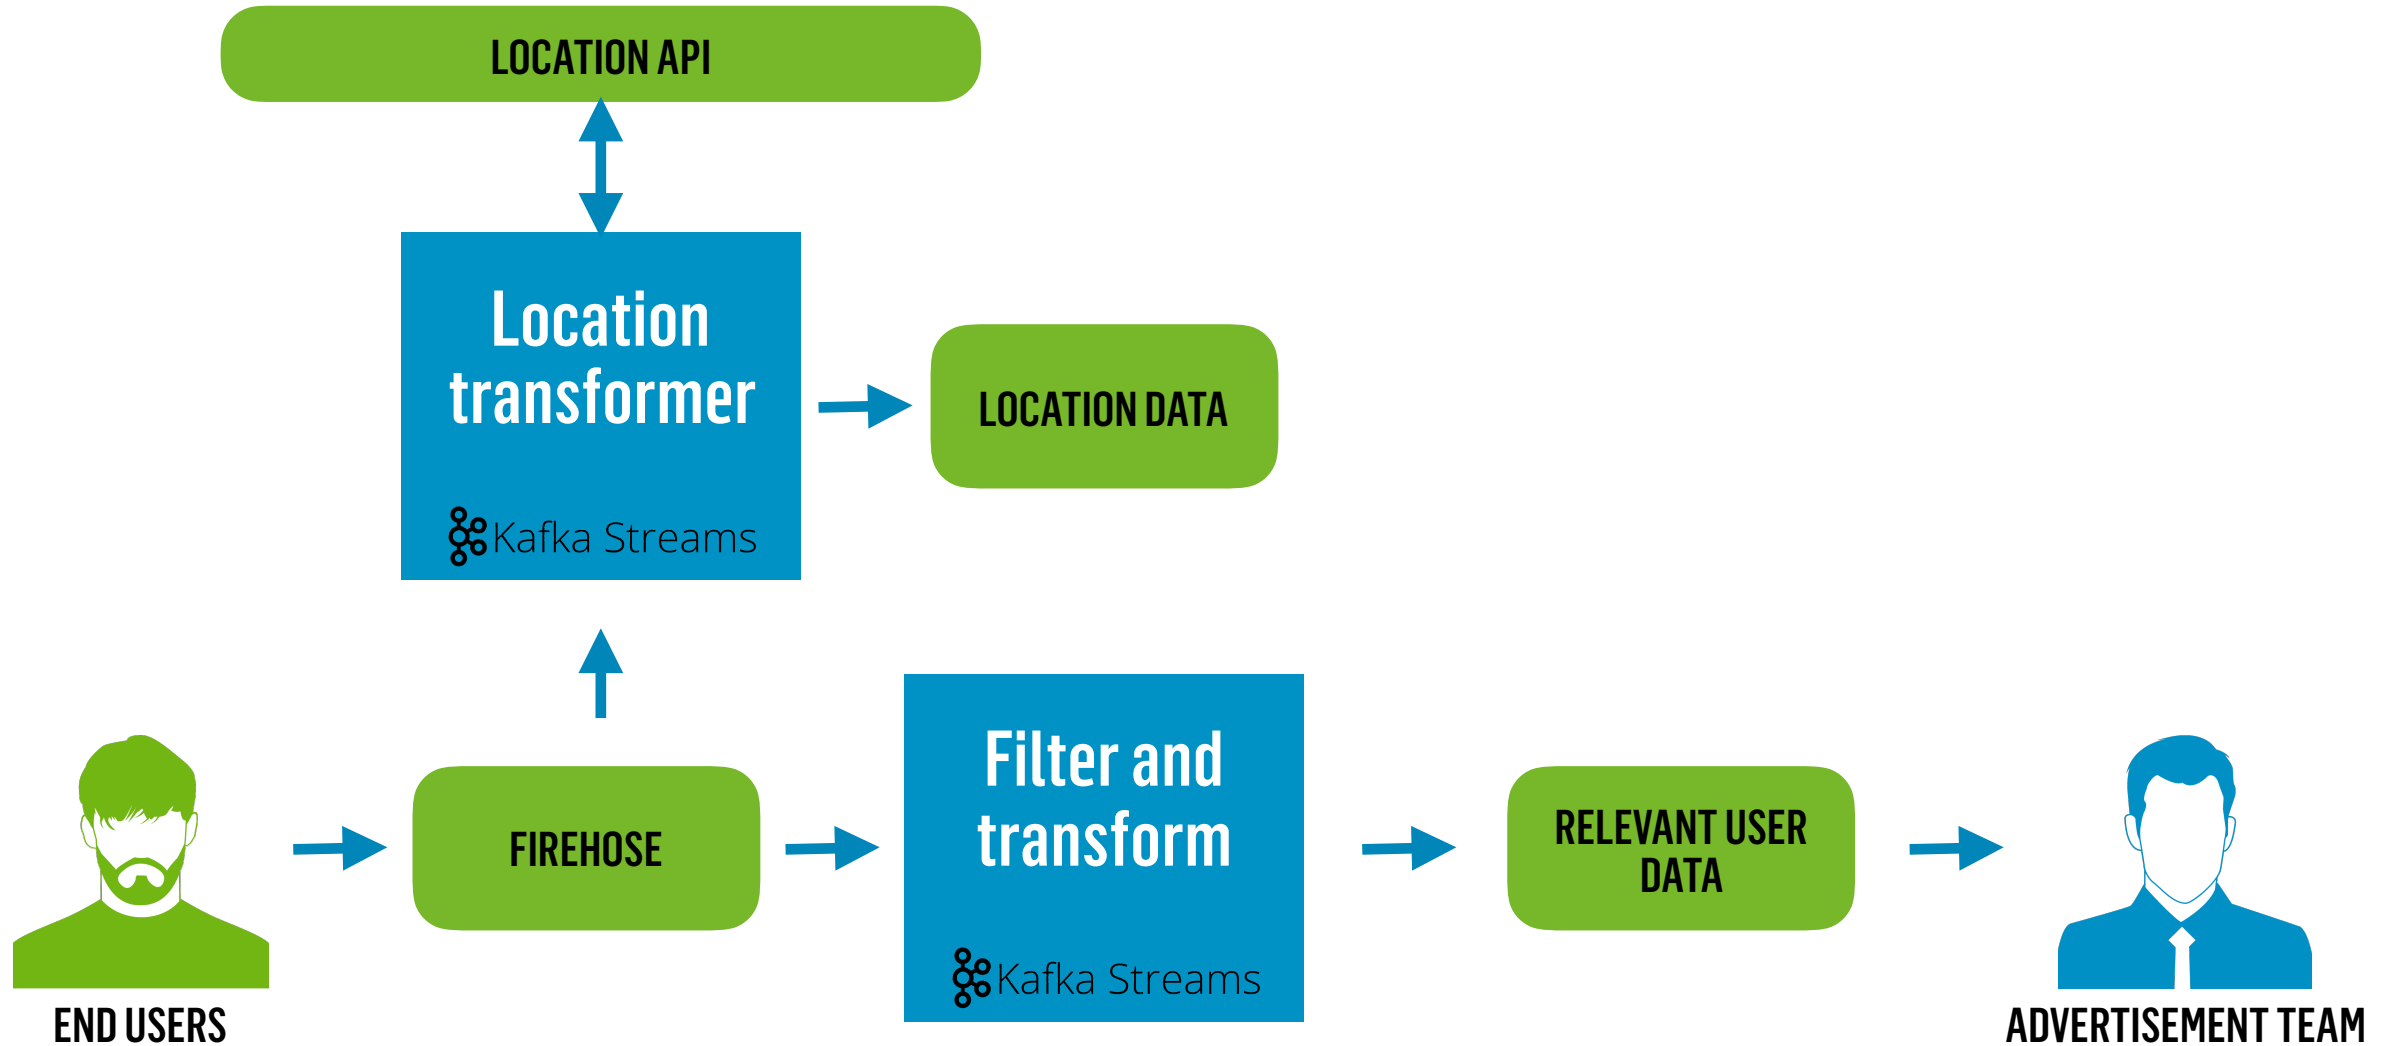 LOCATION API
Location
transformer
Kafka Streams
LOCATION DATA
FIREHOSE
Filter and
transform
Kafka Streams
RELEVANT USER
DATA
END USERS
ADVERTISEMENT TEAM